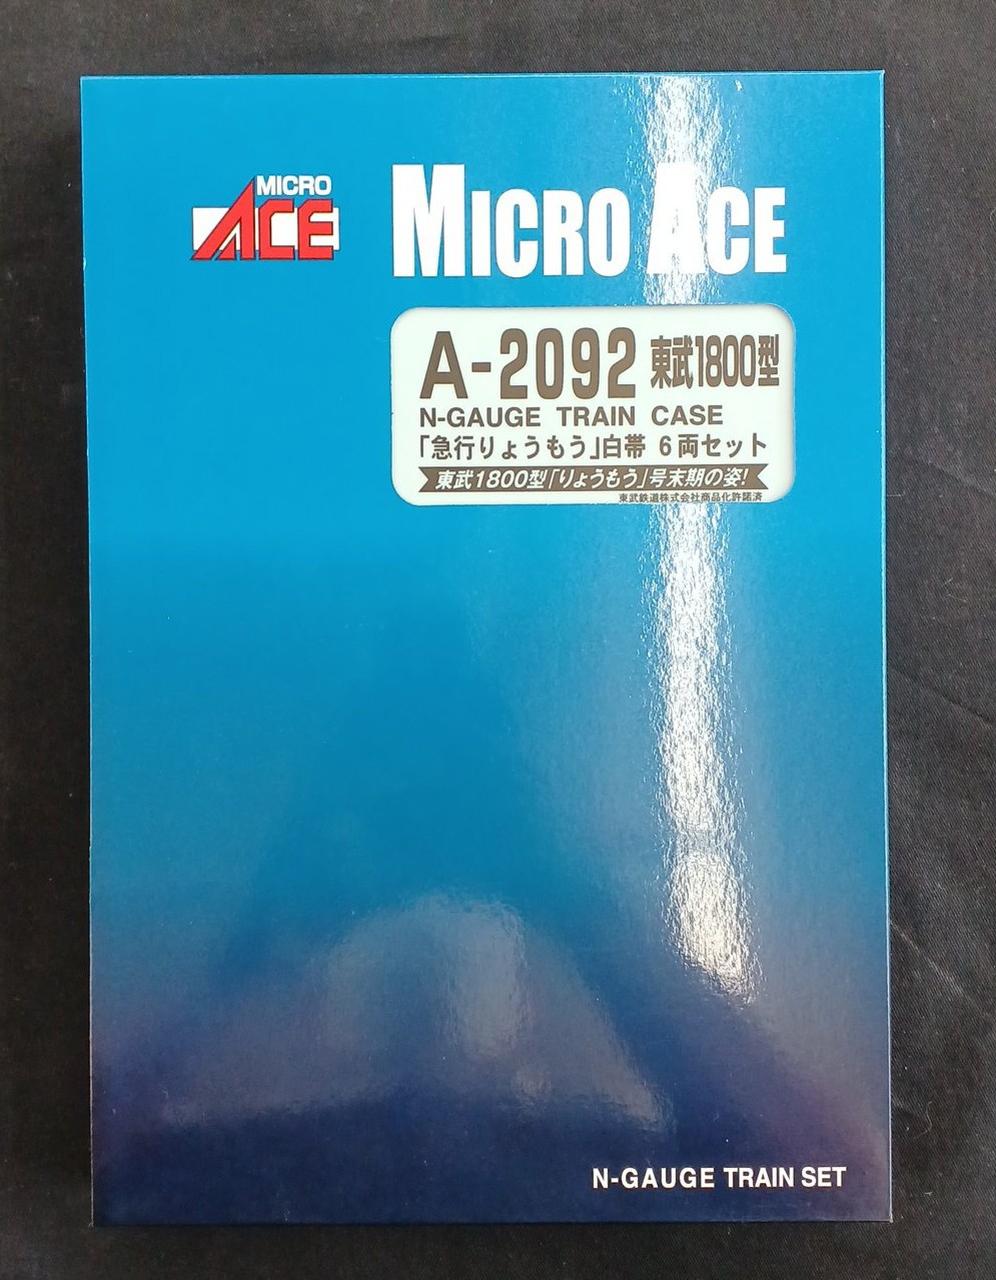 MICRO
ACE
MICRO ACE
A-2092 東武1800型
N-GAUGE TRAIN CASE
「急行りょうもう」白帯 6両セット
東武1800型「りょうもう」号末期の姿!
東武鉄道株式会社商品化許諾済
N-GAUGE TRAIN SET